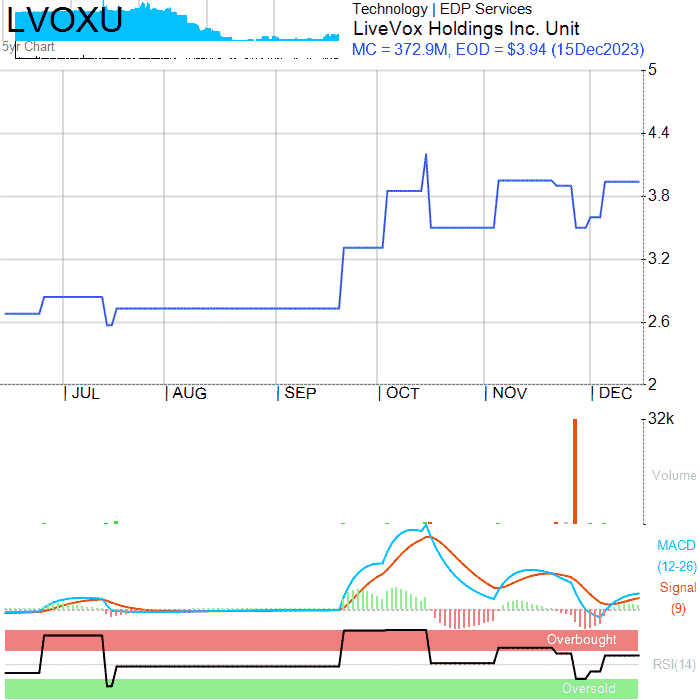 LVOXU
5yr Chart
Technology | EDP Services
LiveVox Holdings Inc. Unit
MC = 372.9M, EOD = $3.94 (15Dec2023)
5
4.4
3.8
3.2
2.6
2
| JUL | AUG | SEP | OCT | NOV | DEC
32k
Volume
MACD
(12-26)
Signal
(9)
Overbought
RSI(14)
Oversold